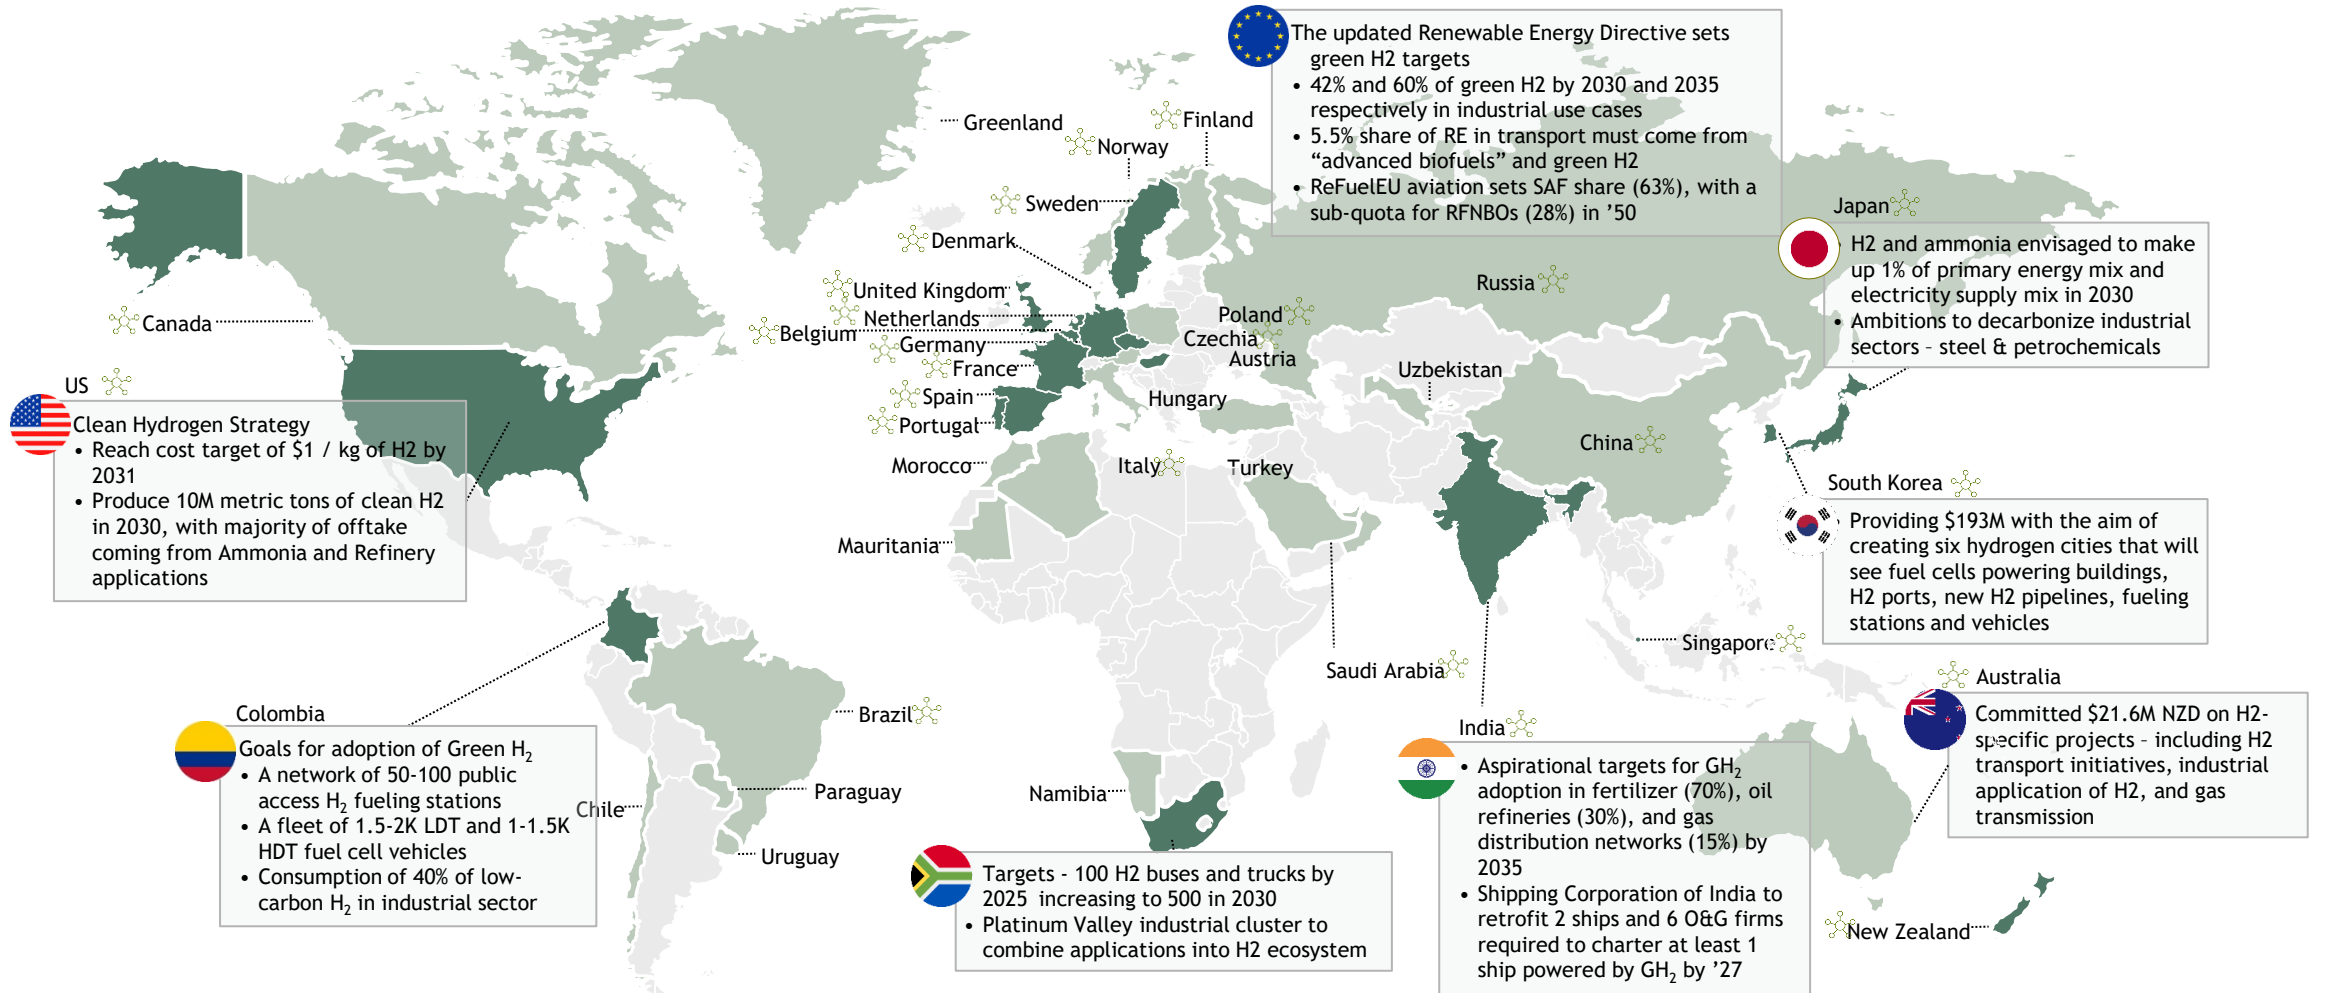 The updated Renewable Energy Directive sets
green H2 targets
• 42% and 60% of green H2 by 2030 and 2035
respectively in industrial use cases
• 5.5% share of RE in transport must come from
“advanced biofuels” and green H2
• ReFuelEU aviation sets SAF share (63%), with a
sub-quota for RFNBOs (28%) in ’50
Greenland
Finland
Norway
Sweden
Denmark
United Kingdom
Netherlands
Belgium
Germany
France
Spain
Portugal
Morocco
Mauritania
Italy
Turkey
Hungary
Austria
Czechia
Poland
Russia
Uzbekistan
China
Japan
• H2 and ammonia envisaged to make
up 1% of primary energy mix and
electricity supply mix in 2030
• Ambitions to decarbonize industrial
sectors – steel & petrochemicals
Canada
US
Clean Hydrogen Strategy
• Reach cost target of $1 / kg of H2 by
2031
• Produce 10M metric tons of clean H2
in 2030, with majority of offtake
coming from Ammonia and Refinery
applications
South Korea
Providing $193M with the aim of
creating six hydrogen cities that will
see fuel cells powering buildings,
H2 ports, new H2 pipelines, fueling
stations and vehicles
Singapore
Saudi Arabia
Colombia
Goals for adoption of Green H2
• A network of 50-100 public
access H2 fueling stations
• A fleet of 1.5-2K LDT and 1-1.5K
HDT fuel cell vehicles
• Consumption of 40% of low-
carbon H2 in industrial sector
Brazil
Paraguay
Chile
Uruguay
Namibia
Targets - 100 H2 buses and trucks by
2025 increasing to 500 in 2030
• Platinum Valley industrial cluster to
combine applications into H2 ecosystem
India
• Aspirational targets for GH2
adoption in fertilizer (70%), oil
refineries (30%), and gas
distribution networks (15%) by
2035
• Shipping Corporation of India to
retrofit 2 ships and 6 O&G firms
required to charter at least 1
ship powered by GH2 by ’27
Australia
Committed $21.6M NZD on H2-
specific projects – including H2
transport initiatives, industrial
application of H2, and gas
transmission
New Zealand